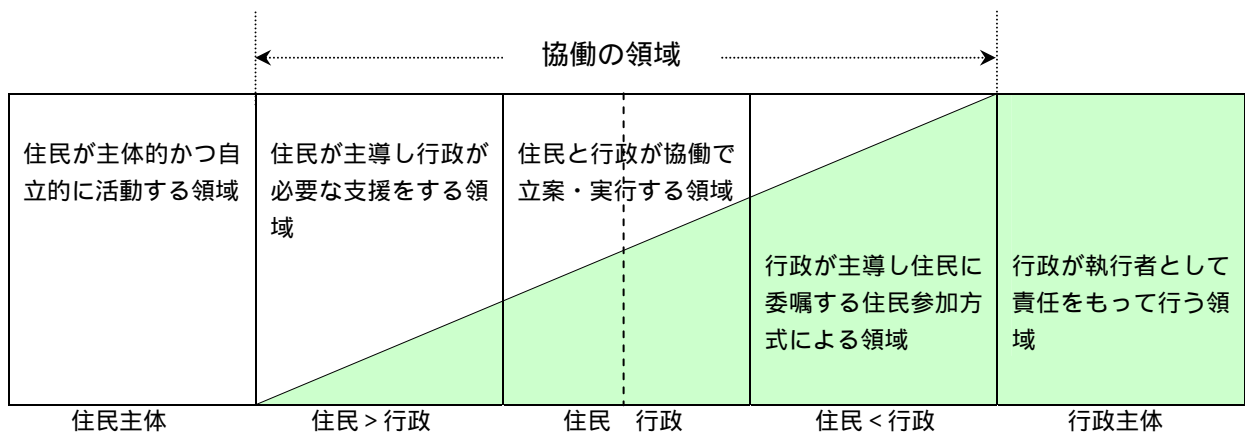 協働の領域
住民が主体的かつ自
立的に活動する領域
住民が主導し行政が
必要な支援をする領
域
住民と行政が協働で
立案・実行する領域
行政が主導し住民に
委嘱する住民参加方
式による領域
行政が執行者として
責任をもって行う領
域
住民主体
住民>行政
住民 行政
住民<行政
行政主体